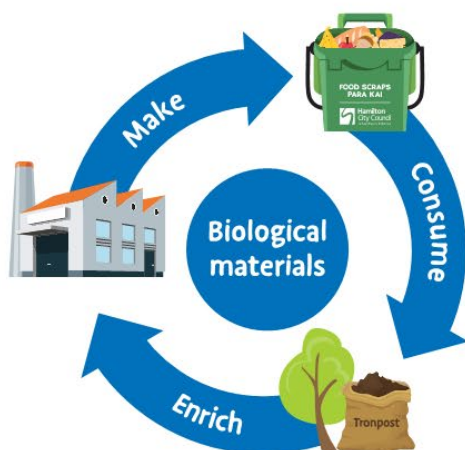 Make
FOOD SCRAPS
PARA KAI
Hamilton
City Council
Consume
Biological
materials
Enrich
Tronpost